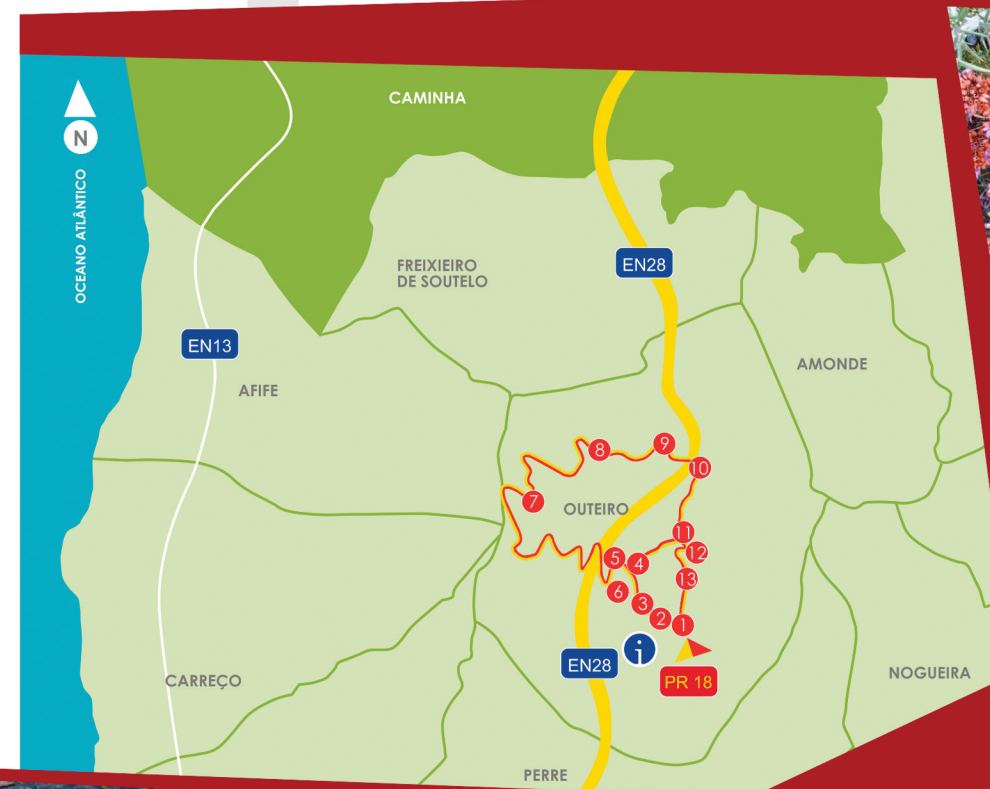 CAMINHA
N
OCEANO ATLÂNTICO
FREIXIEIRO
DE SOUTELO
EN28
EN13
AFIFE
AMONDE
8
9
10
7
OUTEIRO
11
12
5
4
13
6
3
2
1
i
EN28
PR 18
CARREÇO
NOGUEIRA
PERRE